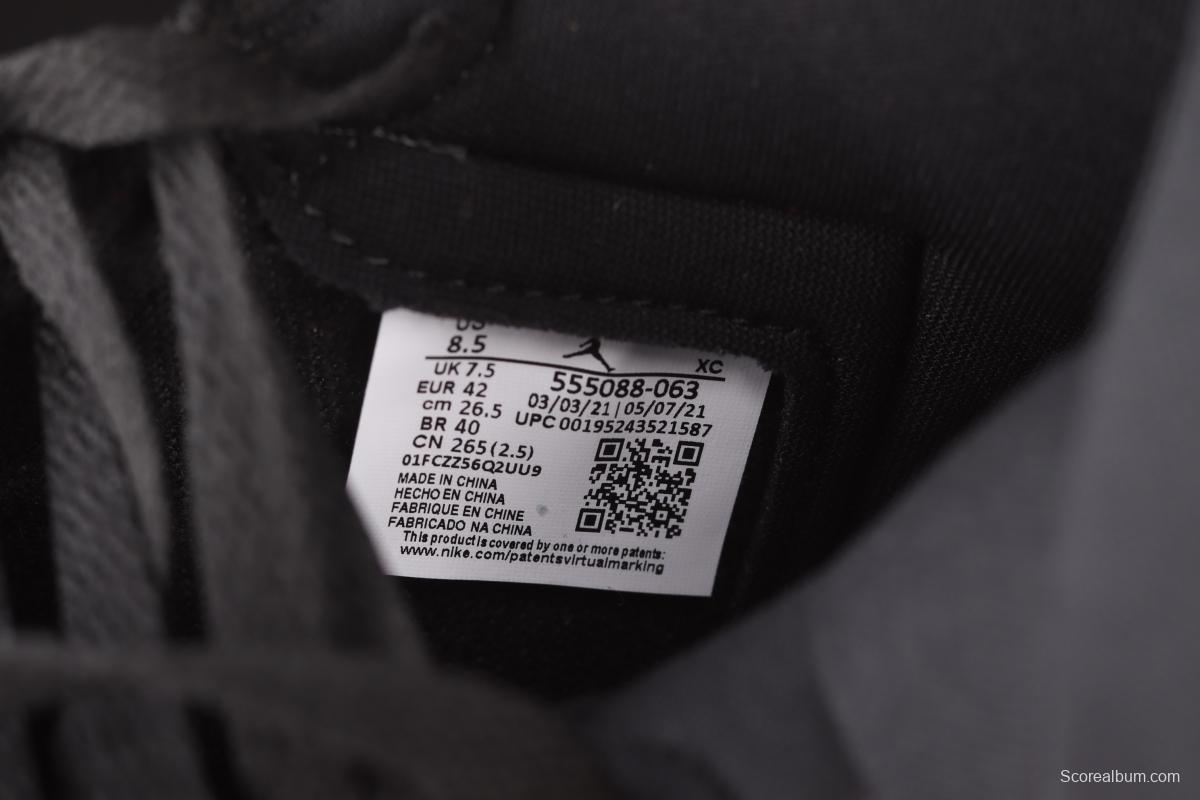 US
8.5
XC
UK 7.5
EUR 42
cm 26.5
BR 40
CN 265(2.5)
555088-063
03/03/21 | 05/07/21
UPC 00195243521587
01FCZZ56Q2UU9
MADE IN CHINA
HECHO EN CHINA
FABRIQUE EN CHINE
FABRICADO NA CHINA
This product is covered by one or more patents:
www.nike.com/patentsvirtualmarking
Scorealbum.com